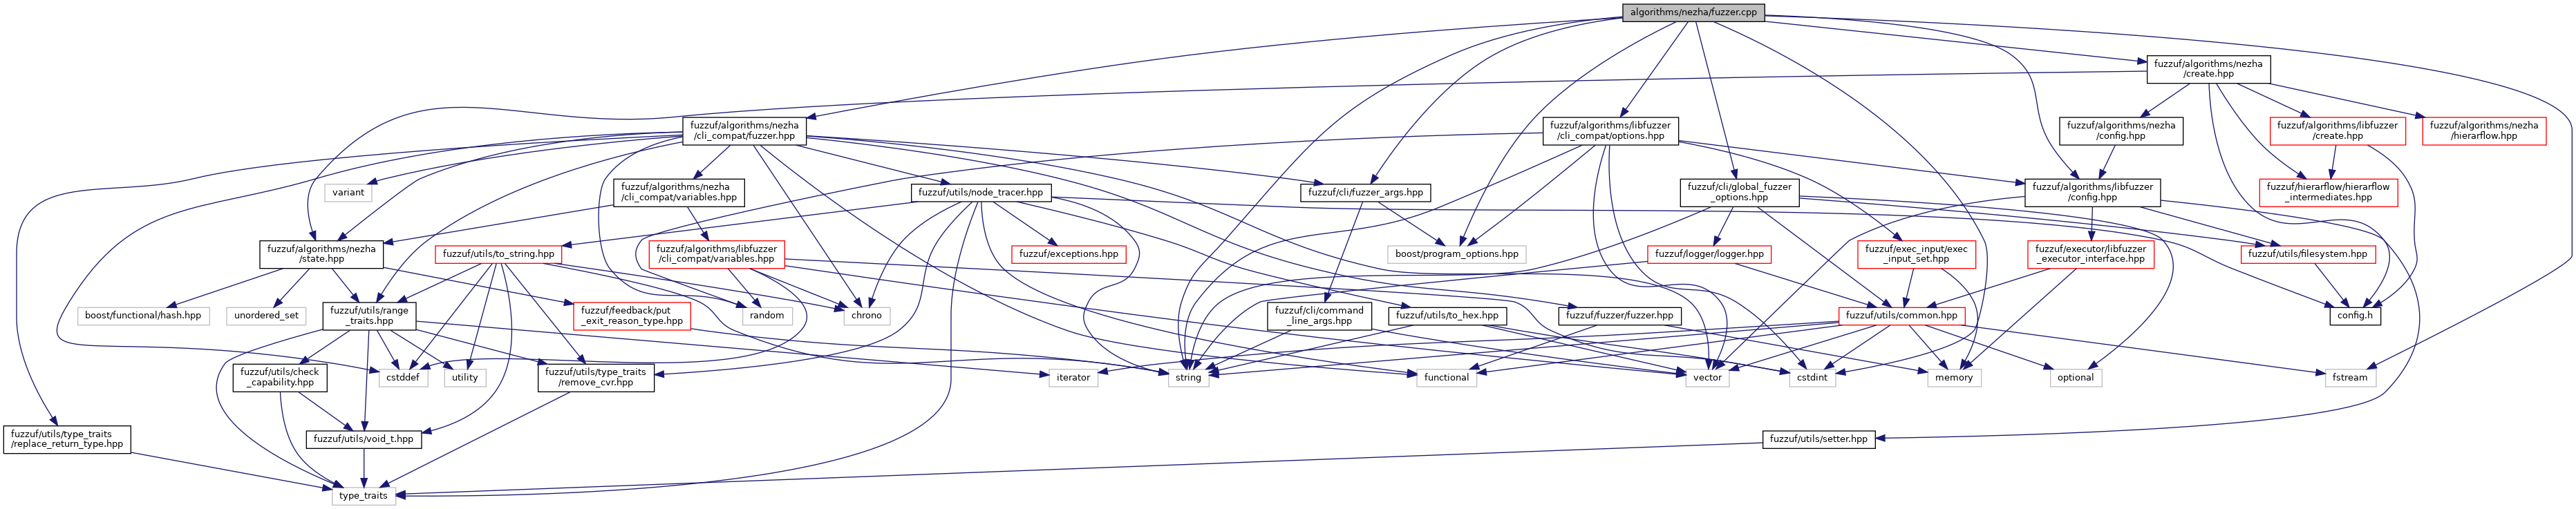 algorithms/nezha/fuzzer.cpp
fuzzuf/algorithms/nezha
/create.hpp
fuzzuf/algorithms/nezha
/cli_compat/fuzzer.hpp
fuzzuf/algorithms/libfuzzer
/cli_compat/options.hpp
fuzzuf/algorithms/nezha
/config.hpp
fuzzuf/algorithms/libfuzzer
/create.hpp
fuzzuf/algorithms/nezha
/hierarflow.hpp
variant
fuzzuf/algorithms/nezha
/cli_compat/variables.hpp
fuzzuf/utils/node_tracer.hpp
fuzzuf/cli/fuzzer_args.hpp
fuzzuf/cli/global_fuzzer
_options.hpp
fuzzuf/algorithms/libfuzzer
/config.hpp
fuzzuf/hierarflow/hierarflow
_intermediates.hpp
fuzzuf/algorithms/nezha
/state.hpp
fuzzuf/utils/to_string.hpp
fuzzuf/algorithms/libfuzzer
/cli_compat/variables.hpp
fuzzuf/exceptions.hpp
boost/program_options.hpp
fuzzuf/logger/logger.hpp
fuzzuf/exec_input/exec
_input_set.hpp
fuzzuf/executor/libfuzzer
_executor_interface.hpp
fuzzuf/utils/filesystem.hpp
boost/functional/hash.hpp
unordered_set
fuzzuf/utils/range
_traits.hpp
fuzzuf/feedback/put
_exit_reason_type.hpp
random
chrono
fuzzuf/cli/command
_line_args.hpp
fuzzuf/utils/to_hex.hpp
fuzzuf/fuzzer/fuzzer.hpp
fuzzuf/utils/common.hpp
config.h
fuzzuf/utils/check
_capability.hpp
cstddef
utility
fuzzuf/utils/type_traits
/remove_cvr.hpp
iterator
string
functional
vector
cstdint
memory
optional
fstream
fuzzuf/utils/type_traits
/replace_return_type.hpp
fuzzuf/utils/void_t.hpp
fuzzuf/utils/setter.hpp
type_traits